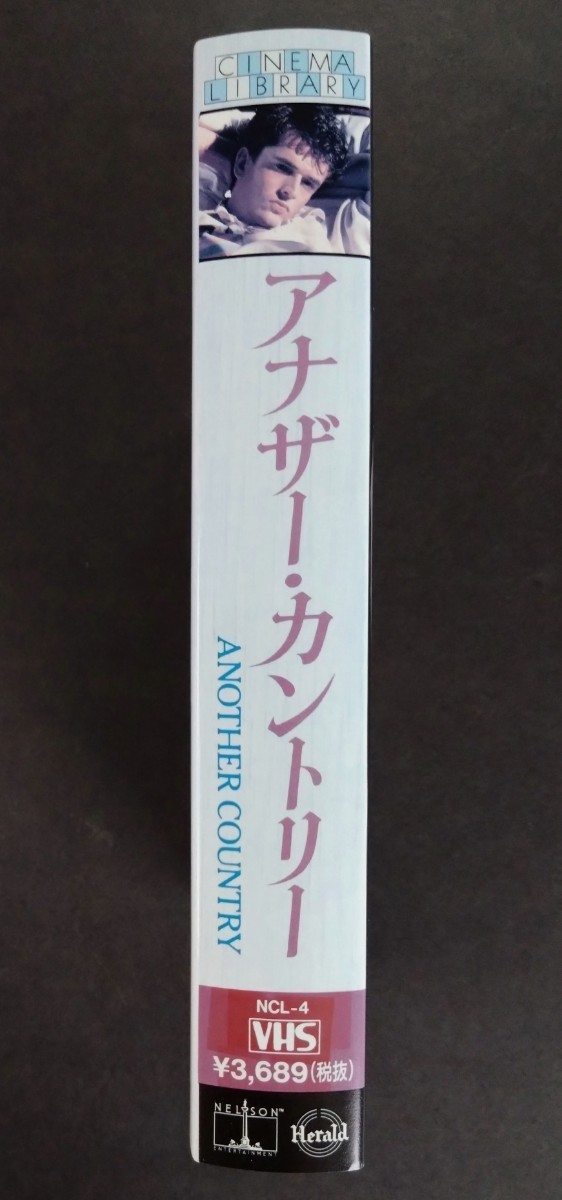 CINEMA
LIBRARY
アナザー・カントリー
ANOTHER COUNTRY
NCL-4
VHS
¥3,689(税抜)
NELSON™
ENTERTAINMENT
Herald